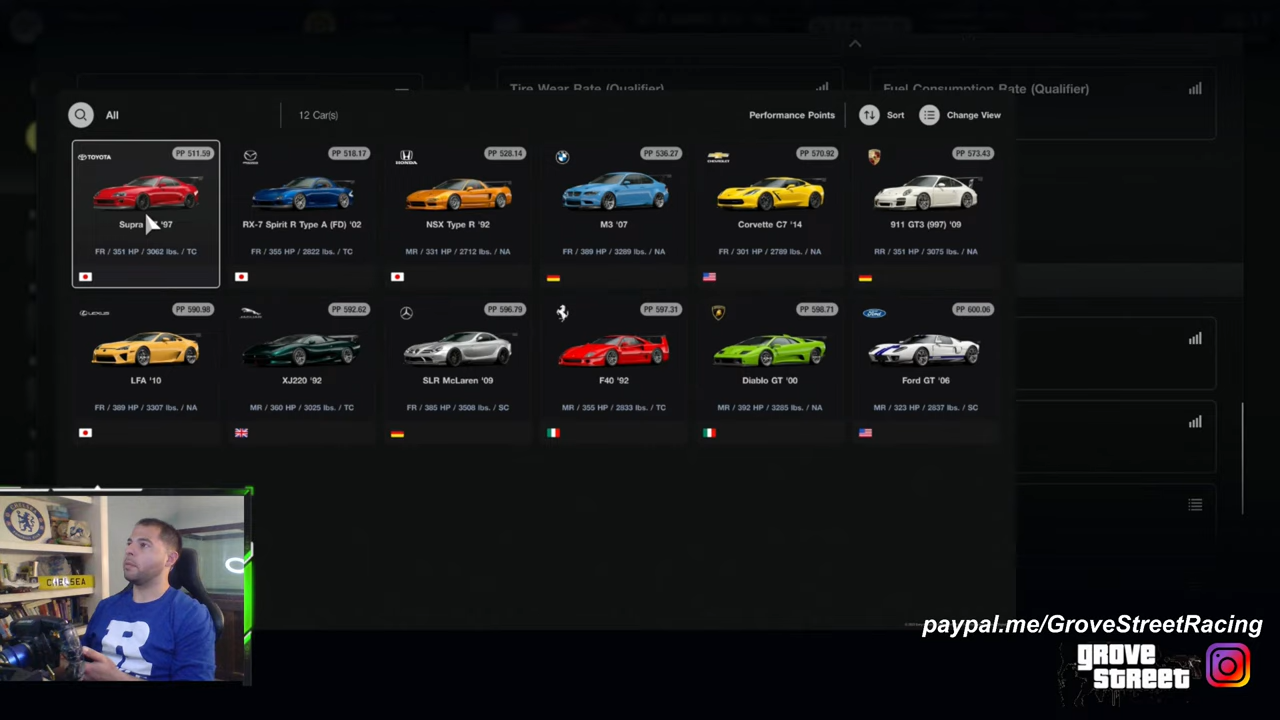 Tire Wear Rate (Qualifier)
Fuel Consumption Rate (Qualifier)
All
12 Car(s)
Performance Points
Sort
Change View
TOYOTA
PP 511.59
Supra '97
FR / 351 HP / 3062 lbs. / TC
PP 518.17
RX-7 Spirit R Type A (FD) '02
FR / 355 HP / 2822 lbs. / TC
HONDA
PP 528.14
NSX Type R '92
MR / 331 HP / 2712 lbs. / NA
PP 536.27
M3 '07
FR / 389 HP / 3289 lbs. / NA
CHEVROLET
PP 570.92
Corvette C7 '14
FR / 301 HP / 2789 lbs. / NA
PP 573.43
911 GT3 (997) '09
RR / 351 HP / 3075 lbs. / NA
LEXUS
PP 590.98
LFA '10
FR / 389 HP / 3307 lbs. / NA
PP 592.62
XJ220 '92
MR / 360 HP / 3025 lbs. / TC
PP 596.79
SLR McLaren '09
FR / 385 HP / 3508 lbs. / SC
PP 597.31
F40 '92
MR / 355 HP / 2833 lbs. / TC
PP 598.71
Diablo GT '00
MR / 392 HP / 3285 lbs. / NA
Ford
PP 600.06
Ford GT '06
MR / 323 HP / 2837 lbs. / SC
CHELSEA
CHELSEA
R
paypal.me/GroveStreetRacing
grove
street